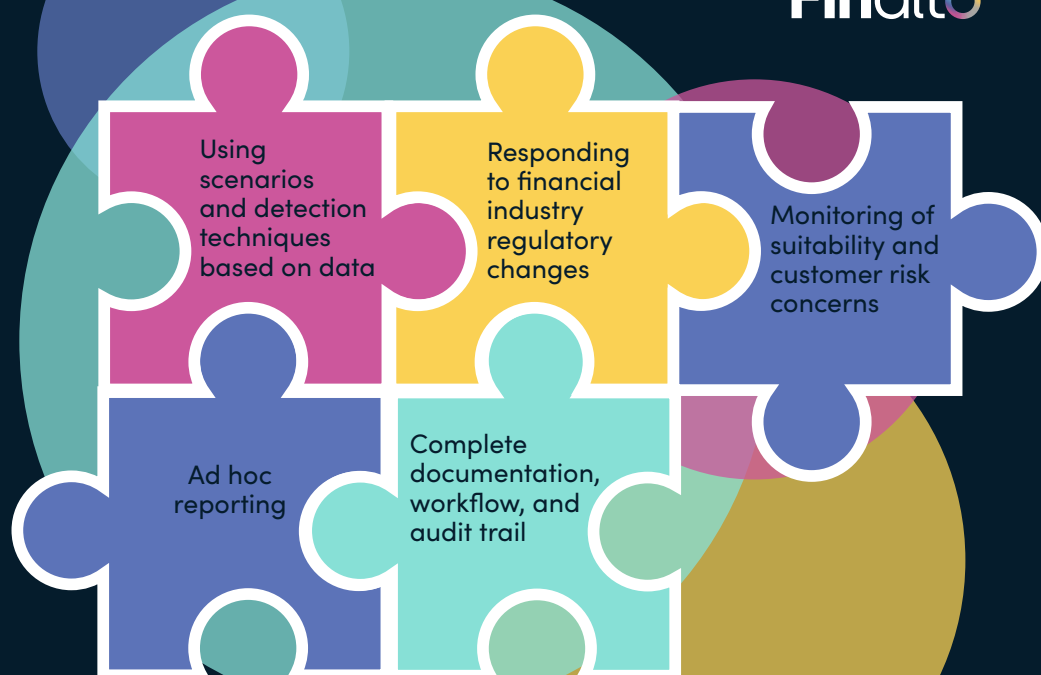 Finalto
Using
scenarios
and detection
techniques
based on data
Responding
to financial
industry
regulatory
changes
Monitoring of
suitability and
customer risk
concerns
Ad hoc
reporting
Complete
documentation,
workflow, and
audit trail